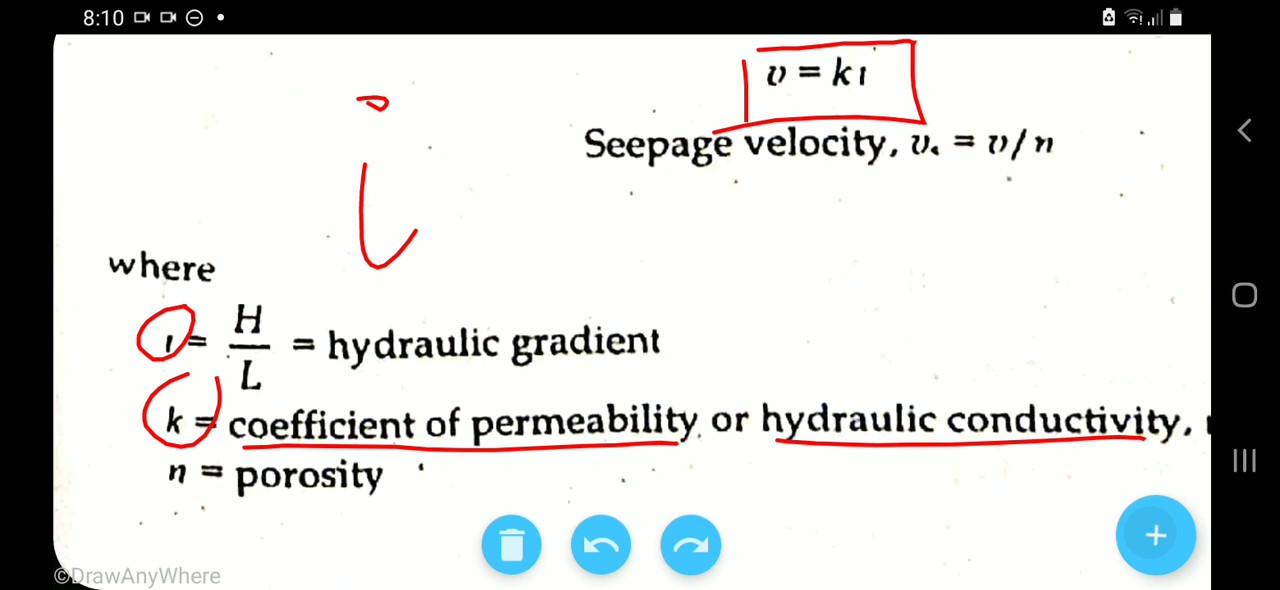 8:10
v = ki
Seepage velocity, vₛ = v/n
i
where
i = H/L = hydraulic gradient
k = coefficient of permeability or hydraulic conductivity,
n = porosity
©DrawAnyWhere